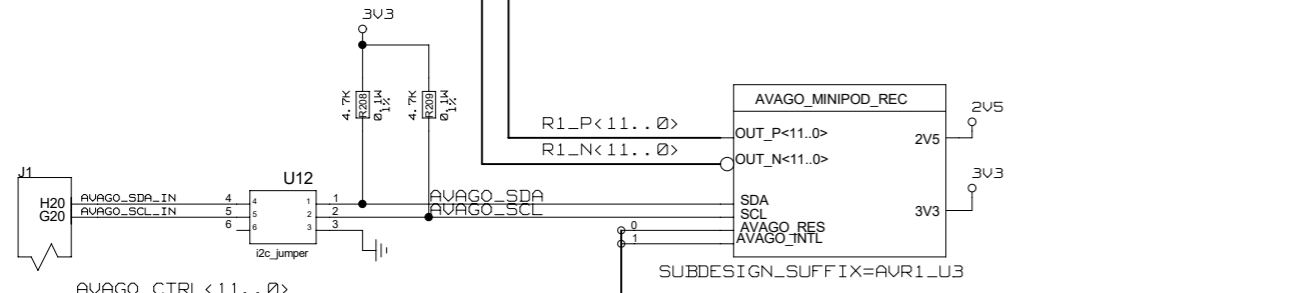 3V3
4.7K
R208
0.1W
1%
4.7K
R209
0.1W
1%
AVAGO_MINIPOD_REC
2V5
R1_P<11..0>
OUT_P<11..0>
2V5
R1_N<11..0>
OUT_N<11..0>
3V3
J1
U12
H20
AVAGO_SDA_IN
4
4
1
1
AVAGO_SDA
SDA
3V3
G20
AVAGO_SCL_IN
5
5
2
2
AVAGO_SCL
SCL
6
6
3
3
0
AVAGO_RES
1
AVAGO_INTL
i2c_jumper
SUBDESIGN_SUFFIX=AVR1_U3
AVAGO_CTRL<11..0>